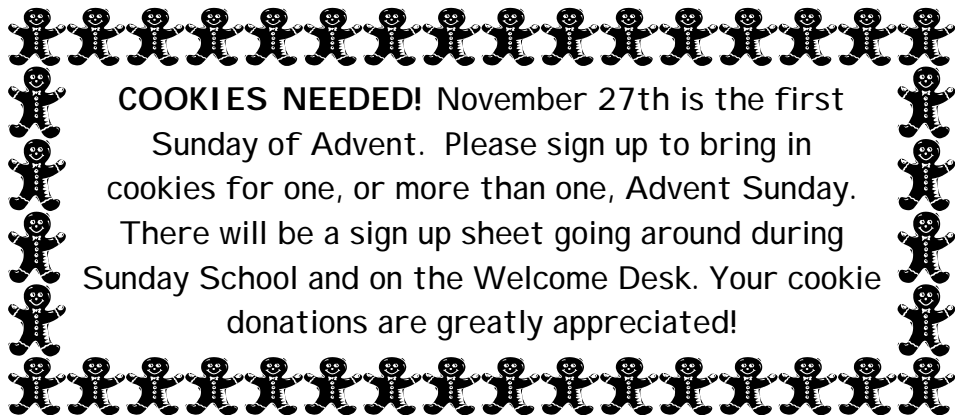 COOKIES NEEDED! November 27th is the first
Sunday of Advent.  Please sign up to bring in
cookies for one, or more than one, Advent Sunday.
There will be a sign up sheet going around during
Sunday School and on the Welcome Desk. Your cookie
donations are greatly appreciated!